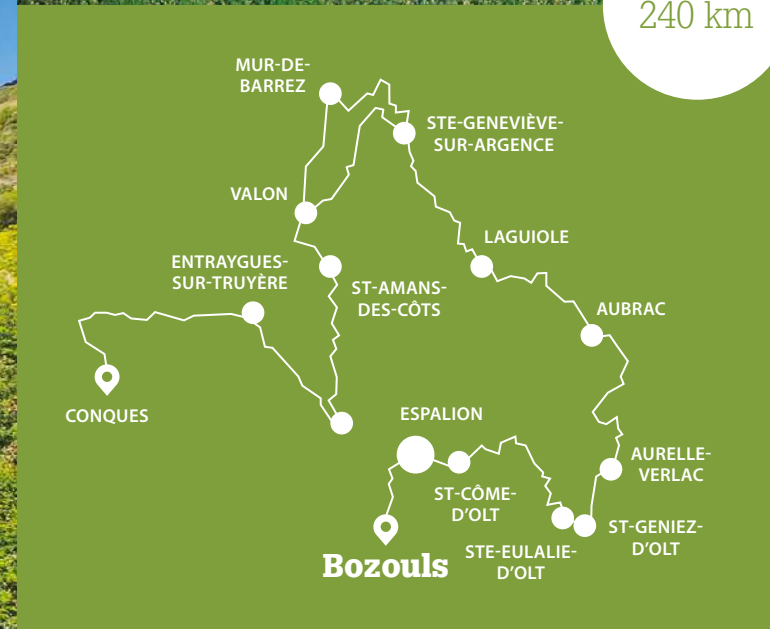 240 km
MUR-DE-
BARREZ
STE-GENEVIÈVE-
SUR-ARGENCE
VALON
LAGUIOLE
ENTRAYGUES-
SUR-TRUYÈRE
ST-AMANS-
DES-CÔTS
AUBRAC
CONQUES
ESPALION
AURELLE-
VERLAC
ST-CÔME-
D'OLT
ST-GENIEZ-
D'OLT
STE-EULALIE-
D'OLT
Bozouls